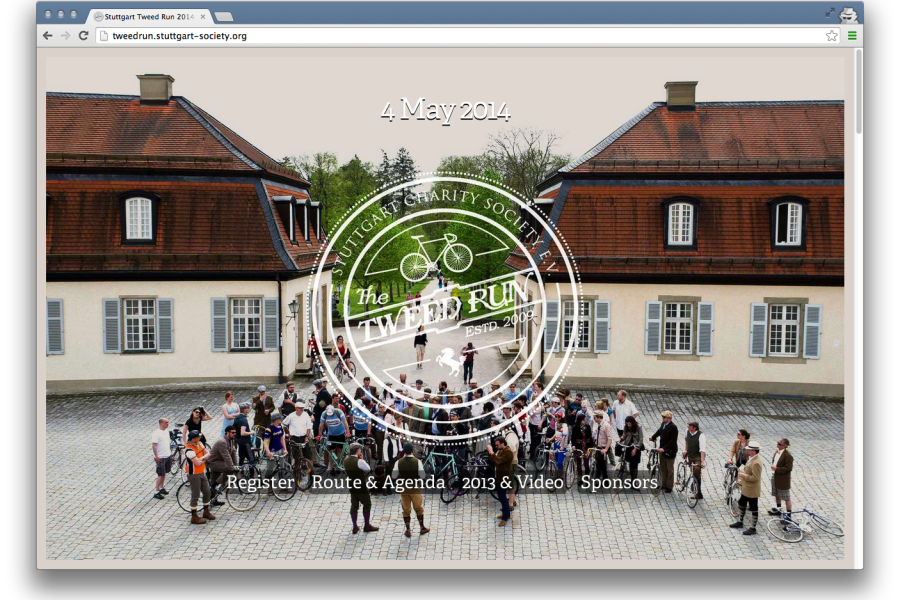 Stuttgart Tweed Run 2014
tweedrun.stuttgart-society.org
4 May 2014
STUTTGART CHARITY SOCIETY E.V.
The
TWEED RUN
ESTD. 2009
Register
Route & Agenda
2013 & Video
Sponsors